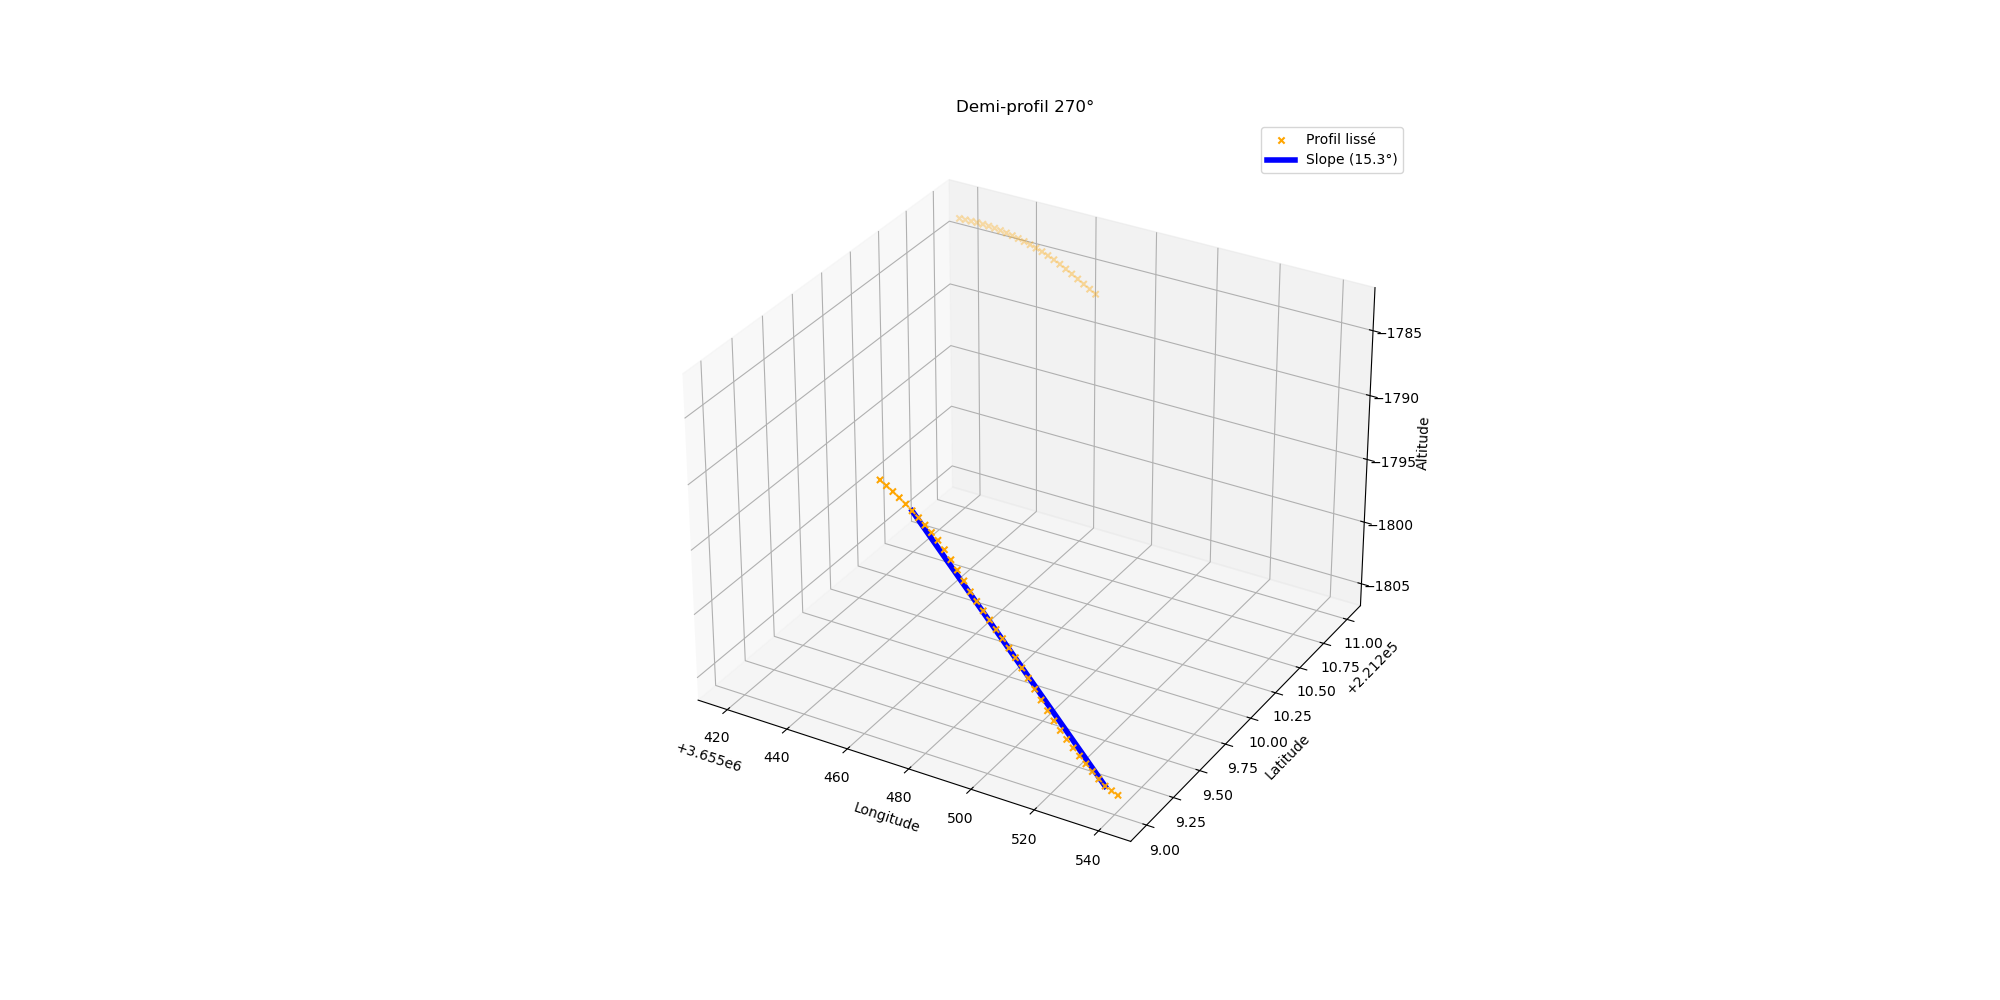 Demi-profil 270°
Profil lissé
Slope (15.3°)
−1785
−1790
−1795
−1800
−1805
Altitude
420
440
460
480
500
520
540
+3.655e6
Longitude
11.00
10.75
10.50
10.25
10.00
9.75
9.50
9.25
9.00
+2.212e5
Latitude